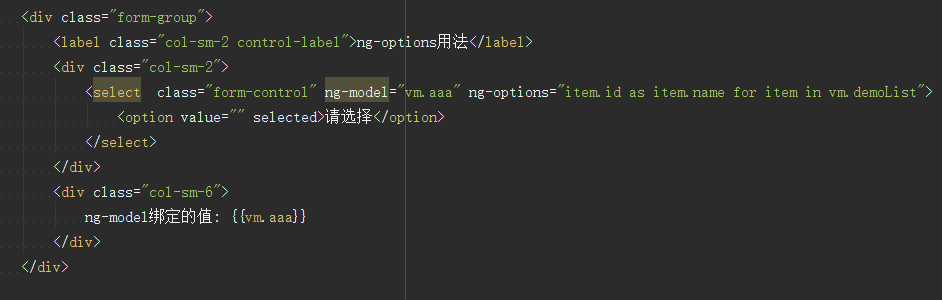 <div class="form-group">
<label class="col-sm-2 control-label">ng-options用法</label>
<div class="col-sm-2">
<select  class="form-control" ng-model="vm.aaa" ng-options="item.id as item.name for item in vm.demoList">
<option value="" selected>请选择</option>
</select>
</div>
<div class="col-sm-6">
ng-model绑定的值: {{vm.aaa}}
</div>
</div>